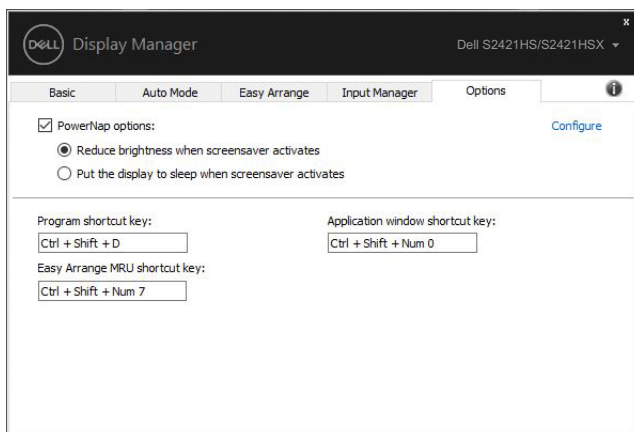 DELL Display Manager
Dell S2421HS/S2421HSX
x
Basic Auto Mode Easy Arrange Input Manager Options
PowerNap options:
Configure
Reduce brightness when screensaver activates
Put the display to sleep when screensaver activates
Program shortcut key:
Application window shortcut key:
Ctrl + Shift + D
Ctrl + Shift + Num 0
Easy Arrange MRU shortcut key:
Ctrl + Shift + Num 7